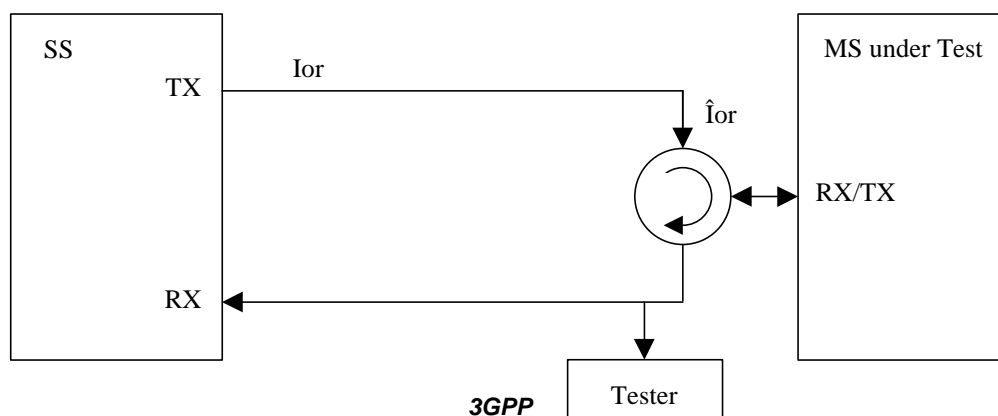 SS
MS under Test
TX
Ior
Îor
RX/TX
RX
Tester
3GPP